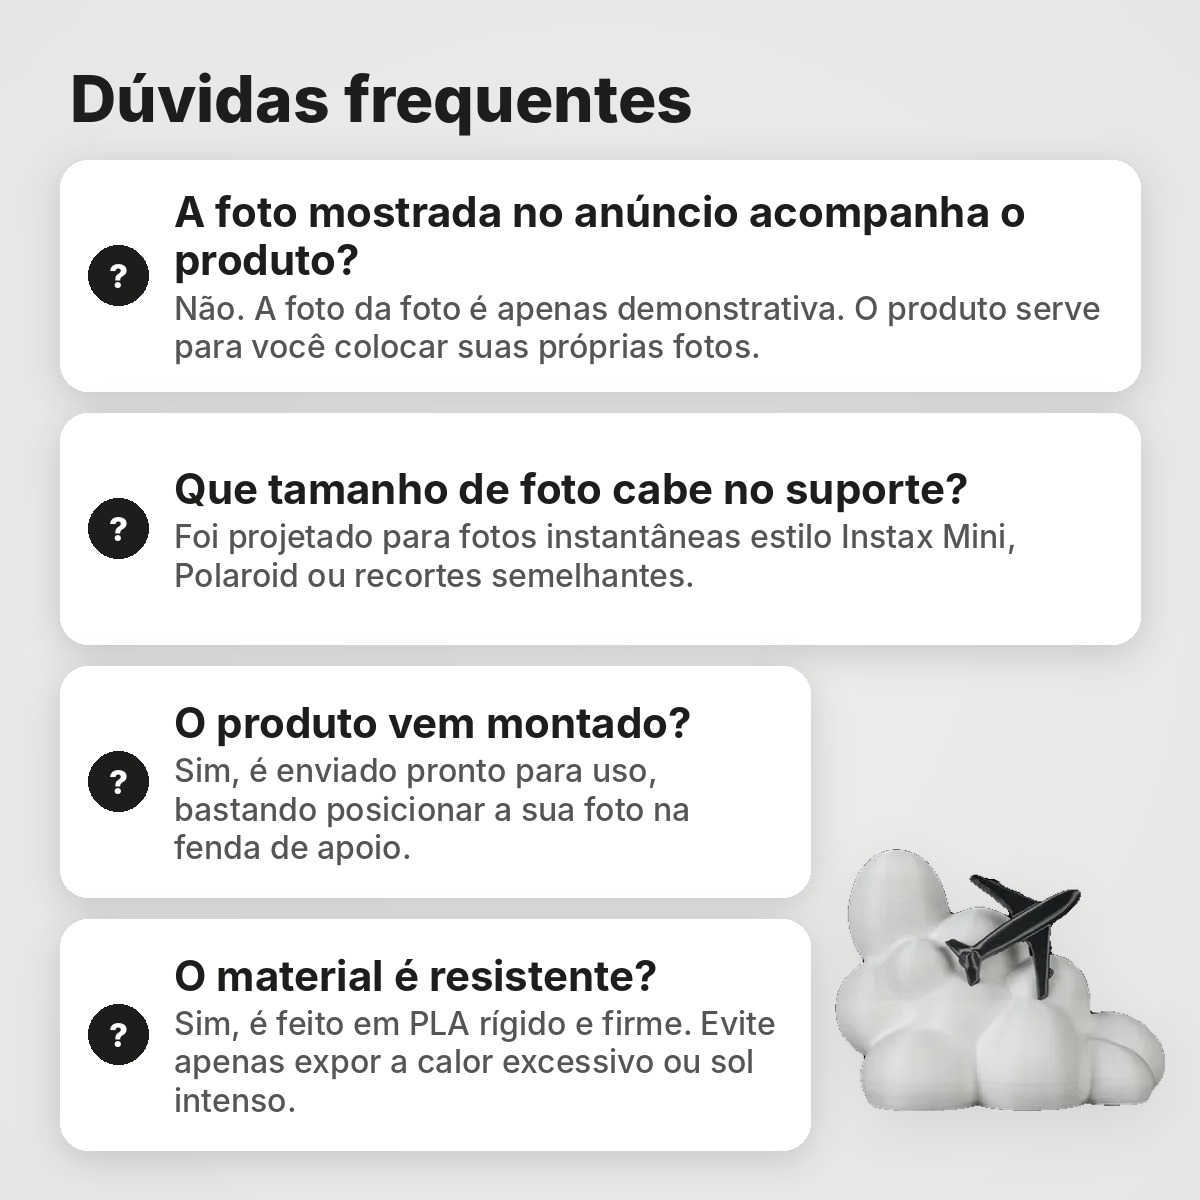 Dúvidas frequentes
A foto mostrada no anúncio acompanha o
produto?
?
Não. A foto da foto é apenas demonstrativa. O produto serve
para você colocar suas próprias fotos.
Que tamanho de foto cabe no suporte?
?
Foi projetado para fotos instantâneas estilo Instax Mini,
Polaroid ou recortes semelhantes.
O produto vem montado?
?
Sim, é enviado pronto para uso,
bastando posicionar a sua foto na
fenda de apoio.
O material é resistente?
?
Sim, é feito em PLA rígido e firme. Evite
apenas expor a calor excessivo ou sol
intenso.